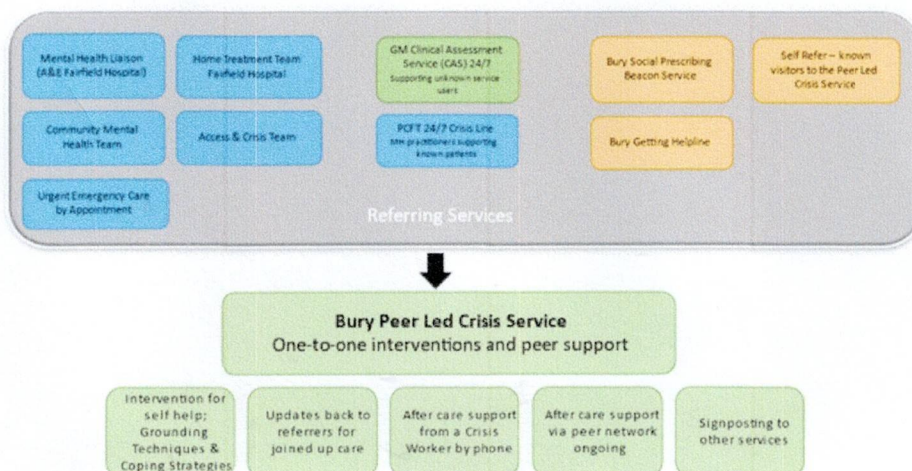 Mental Health Liaison
(A&E Fairfield Hospital)
Home Treatment Team
Fairfield Hospital
GM Clinical Assessment
Service (CAS) 24/7
Supporting unknown service
users
Bury Social Prescribing
Beacon Service
Self Refer – known
visitors to the Peer Led
Crisis Service
Community Mental
Health Team
Access & Crisis Team
PCFT 24/7 Crisis Line
MH practitioners supporting
known patients
Bury Getting Helpline
Urgent Emergency Care
by Appointment
Referring Services
Bury Peer Led Crisis Service
One-to-one interventions and peer support
Intervention for
self help;
Grounding
Techniques &
Coping Strategies
Updates back to
referrers for
joined up care
After care support
from a Crisis
Worker by phone
After care support
via peer network
ongoing
Signposting to
other services